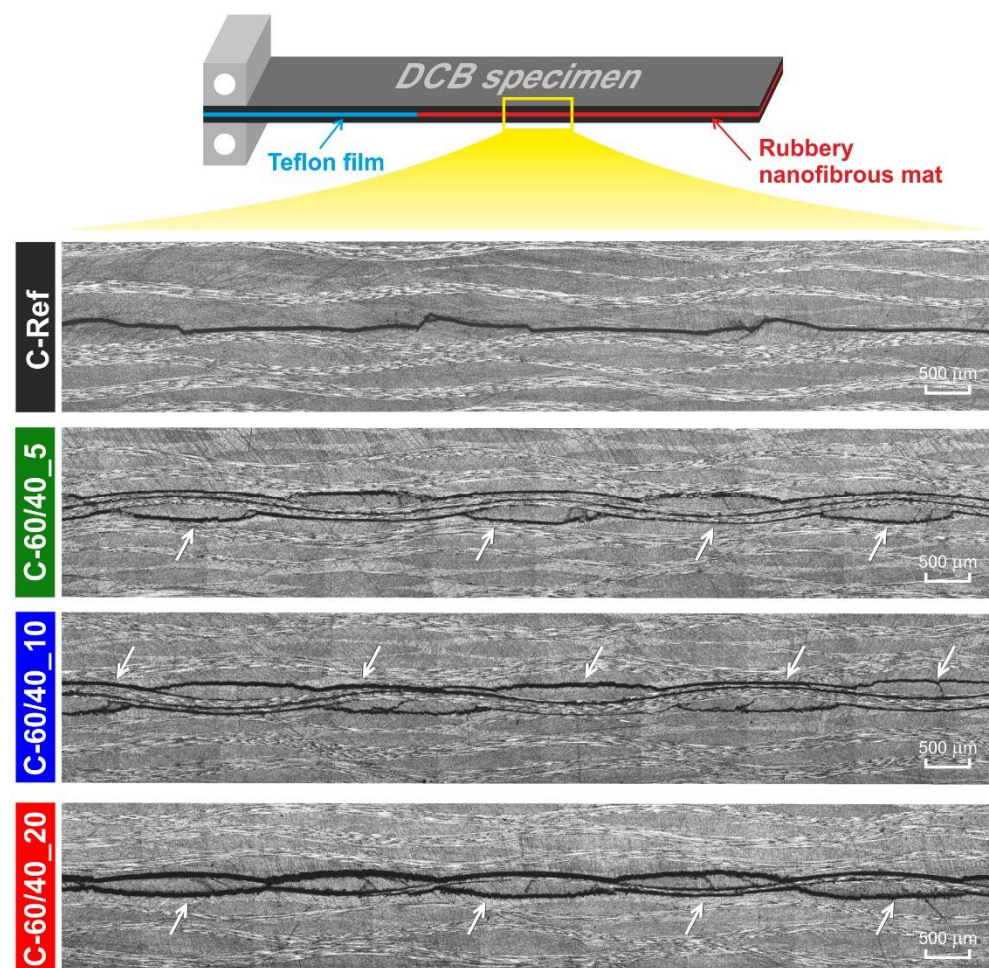 DCB specimen
Teflon film
Rubbery
nanofibrous mat
C-Ref
500 µm
C-60/40_5
500 µm
C-60/40_10
500 µm
C-60/40_20
500 µm